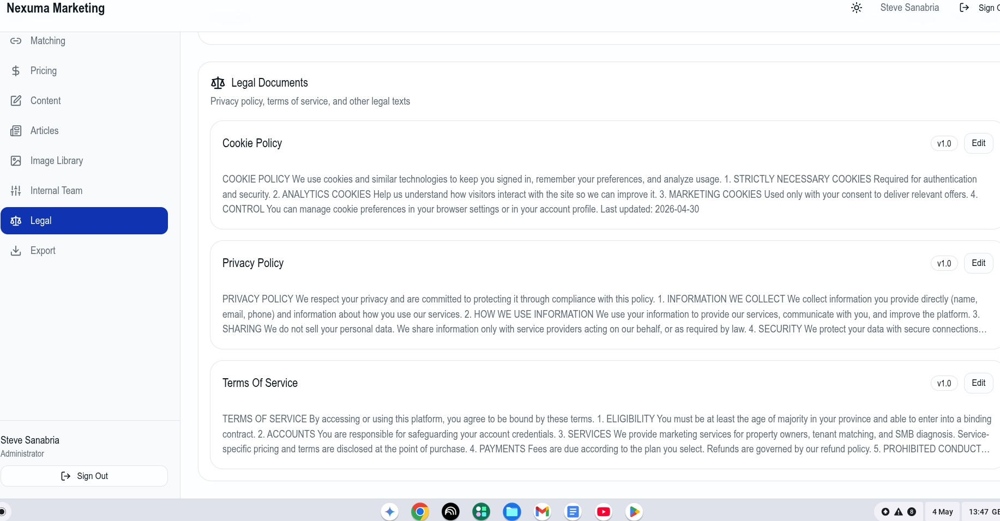 Nexuma Marketing
Steve Sanabria
Sign
Matching
Pricing
Content
Articles
Image Library
Internal Team
Legal
Export
Steve Sanabria
Administrator
Sign Out
Legal Documents
Privacy policy, terms of service, and other legal texts
Cookie Policy
v1.0
Edit
COOKIE POLICY We use cookies and similar technologies to keep you signed in, remember your preferences, and analyze usage. 1. STRICTLY NECESSARY COOKIES Required for authentication
and security. 2. ANALYTICS COOKIES Help us understand how visitors interact with the site so we can improve it. 3. MARKETING COOKIES Used only with your consent to deliver relevant offers. 4.
CONTROL You can manage cookie preferences in your browser settings or in your account profile. Last updated: 2026-04-30
Privacy Policy
v1.0
Edit
PRIVACY POLICY We respect your privacy and are committed to protecting it through compliance with this policy. 1. INFORMATION WE COLLECT We collect information you provide directly (name,
email, phone) and information about how you use our services. 2. HOW WE USE INFORMATION We use your information to provide our services, communicate with you, and improve the platform. 3.
SHARING We do not sell your personal data. We share information only with service providers acting on our behalf, or as required by law. 4. SECURITY We protect your data with secure connections…
Terms Of Service
v1.0
Edit
TERMS OF SERVICE By accessing or using this platform, you agree to be bound by these terms. 1. ELIGIBILITY You must be at least the age of majority in your province and able to enter into a binding
contract. 2. ACCOUNTS You are responsible for safeguarding your account credentials. 3. SERVICES We provide marketing services for property owners, tenant matching, and SMB diagnosis. Service-
specific pricing and terms are disclosed at the point of purchase. 4. PAYMENTS Fees are due according to the plan you select. Refunds are governed by our refund policy. 5. PROHIBITED CONDUCT…
8
4 May
13:47